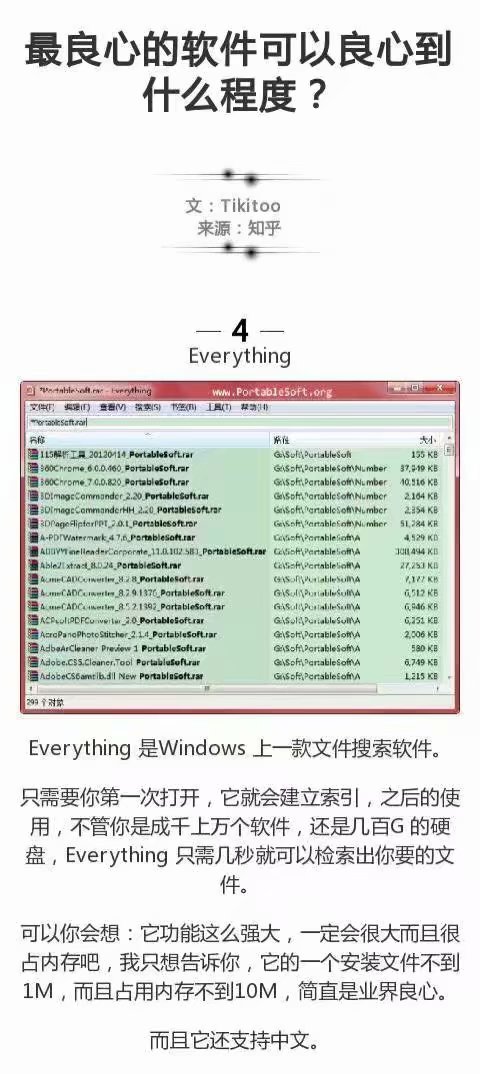 最良心的软件可以良心到
什么程度？
文：Tikitoo
来源：知乎
4
Everything
*PortableSoft.rar - Everything
www.PortableSoft.org
文件(F) 编辑(E) 查看(V) 搜索(S) 书签(B) 工具(T) 帮助(H)
*PortableSoft.rar
名称 路径 大小
115解析工具_20120414_PortableSoft.rar G:\Soft\PortableSoft 155 KB
360Chrome_6.0.0.460_PortableSoft.rar G:\Soft\PortableSoft\Number 37,949 KB
360Chrome_7.0.0.820_PortableSoft.rar G:\Soft\PortableSoft\Number 40,516 KB
3DImageCommander_2.20_PortableSoft.rar G:\Soft\PortableSoft\Number 2,164 KB
3DImageCommanderHH_2.20_PortableSoft.rar G:\Soft\PortableSoft\Number 2,354 KB
3DPageFlipforPPT_2.0.1_PortableSoft.rar G:\Soft\PortableSoft\Number 51,284 KB
A-PDFWatermark_4.7.6_PortableSoft.rar G:\Soft\PortableSoft\A 4,529 KB
ABBYYFineReaderCorporate_11.0.102.583_PortableSoft.rar G:\Soft\PortableSoft\A 308,494 KB
Able2Extract_8.0.24_PortableSoft.rar G:\Soft\PortableSoft\A 27,253 KB
AcmeCADConverter_8.2.8_PortableSoft.rar G:\Soft\PortableSoft\A 7,177 KB
AcmeCADConverter_8.2.9.1376_PortableSoft.rar G:\Soft\PortableSoft\A 6,512 KB
AcmeCADConverter_8.5.2.1392_PortableSoft.rar G:\Soft\PortableSoft\A 6,946 KB
ACPsoftPDFConverter_2.0_PortableSoft.rar G:\Soft\PortableSoft\A 6,251 KB
AcroPanoPhotoStitcher_2.1.4_PortableSoft.rar G:\Soft\PortableSoft\A 2,006 KB
AdbeArCleaner Preview 1 PortableSoft.rar G:\Soft\PortableSoft\A 580 KB
Adobe.CS5.Cleaner.Tool PortableSoft.rar G:\Soft\PortableSoft\A 6,749 KB
AdobeCS6amtlib.dll New PortableSoft.rar G:\Soft\PortableSoft\A 1,215 KB
299 个对象
Everything 是Windows 上一款文件搜索软件。
只需要你第一次打开，它就会建立索引，之后的使
用，不管你是成千上万个软件，还是几百G 的硬
盘，Everything 只需几秒就可以检索出你要的文
件。
可以你会想：它功能这么强大，一定会很大而且很
占内存吧，我只想告诉你，它的一个安装文件不到
1M，而且占用内存不到10M，简直是业界良心。
而且它还支持中文。